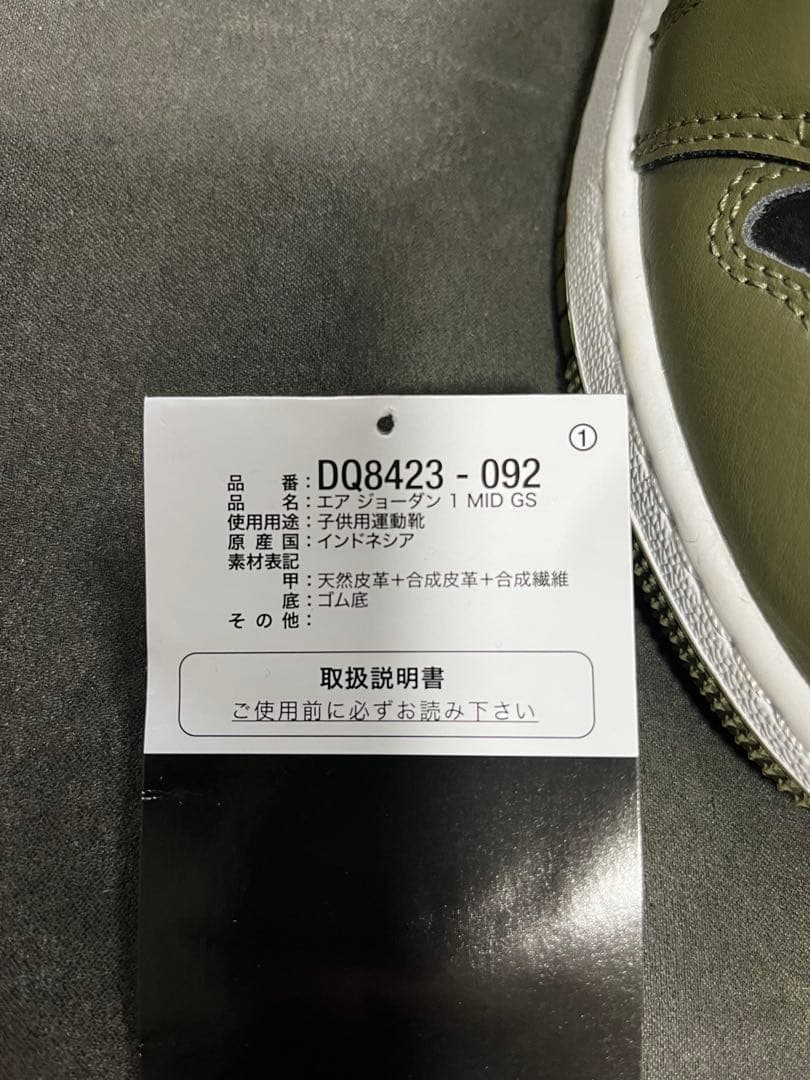 ①
品番：DQ8423 - 092
品名：エア ジョーダン 1 MID GS
使用用途：子供用運動靴
原産国：インドネシア
素材表記
甲：天然皮革＋合成皮革＋合成繊維
底：ゴム底
その他：
取扱説明書
ご使用前に必ずお読み下さい